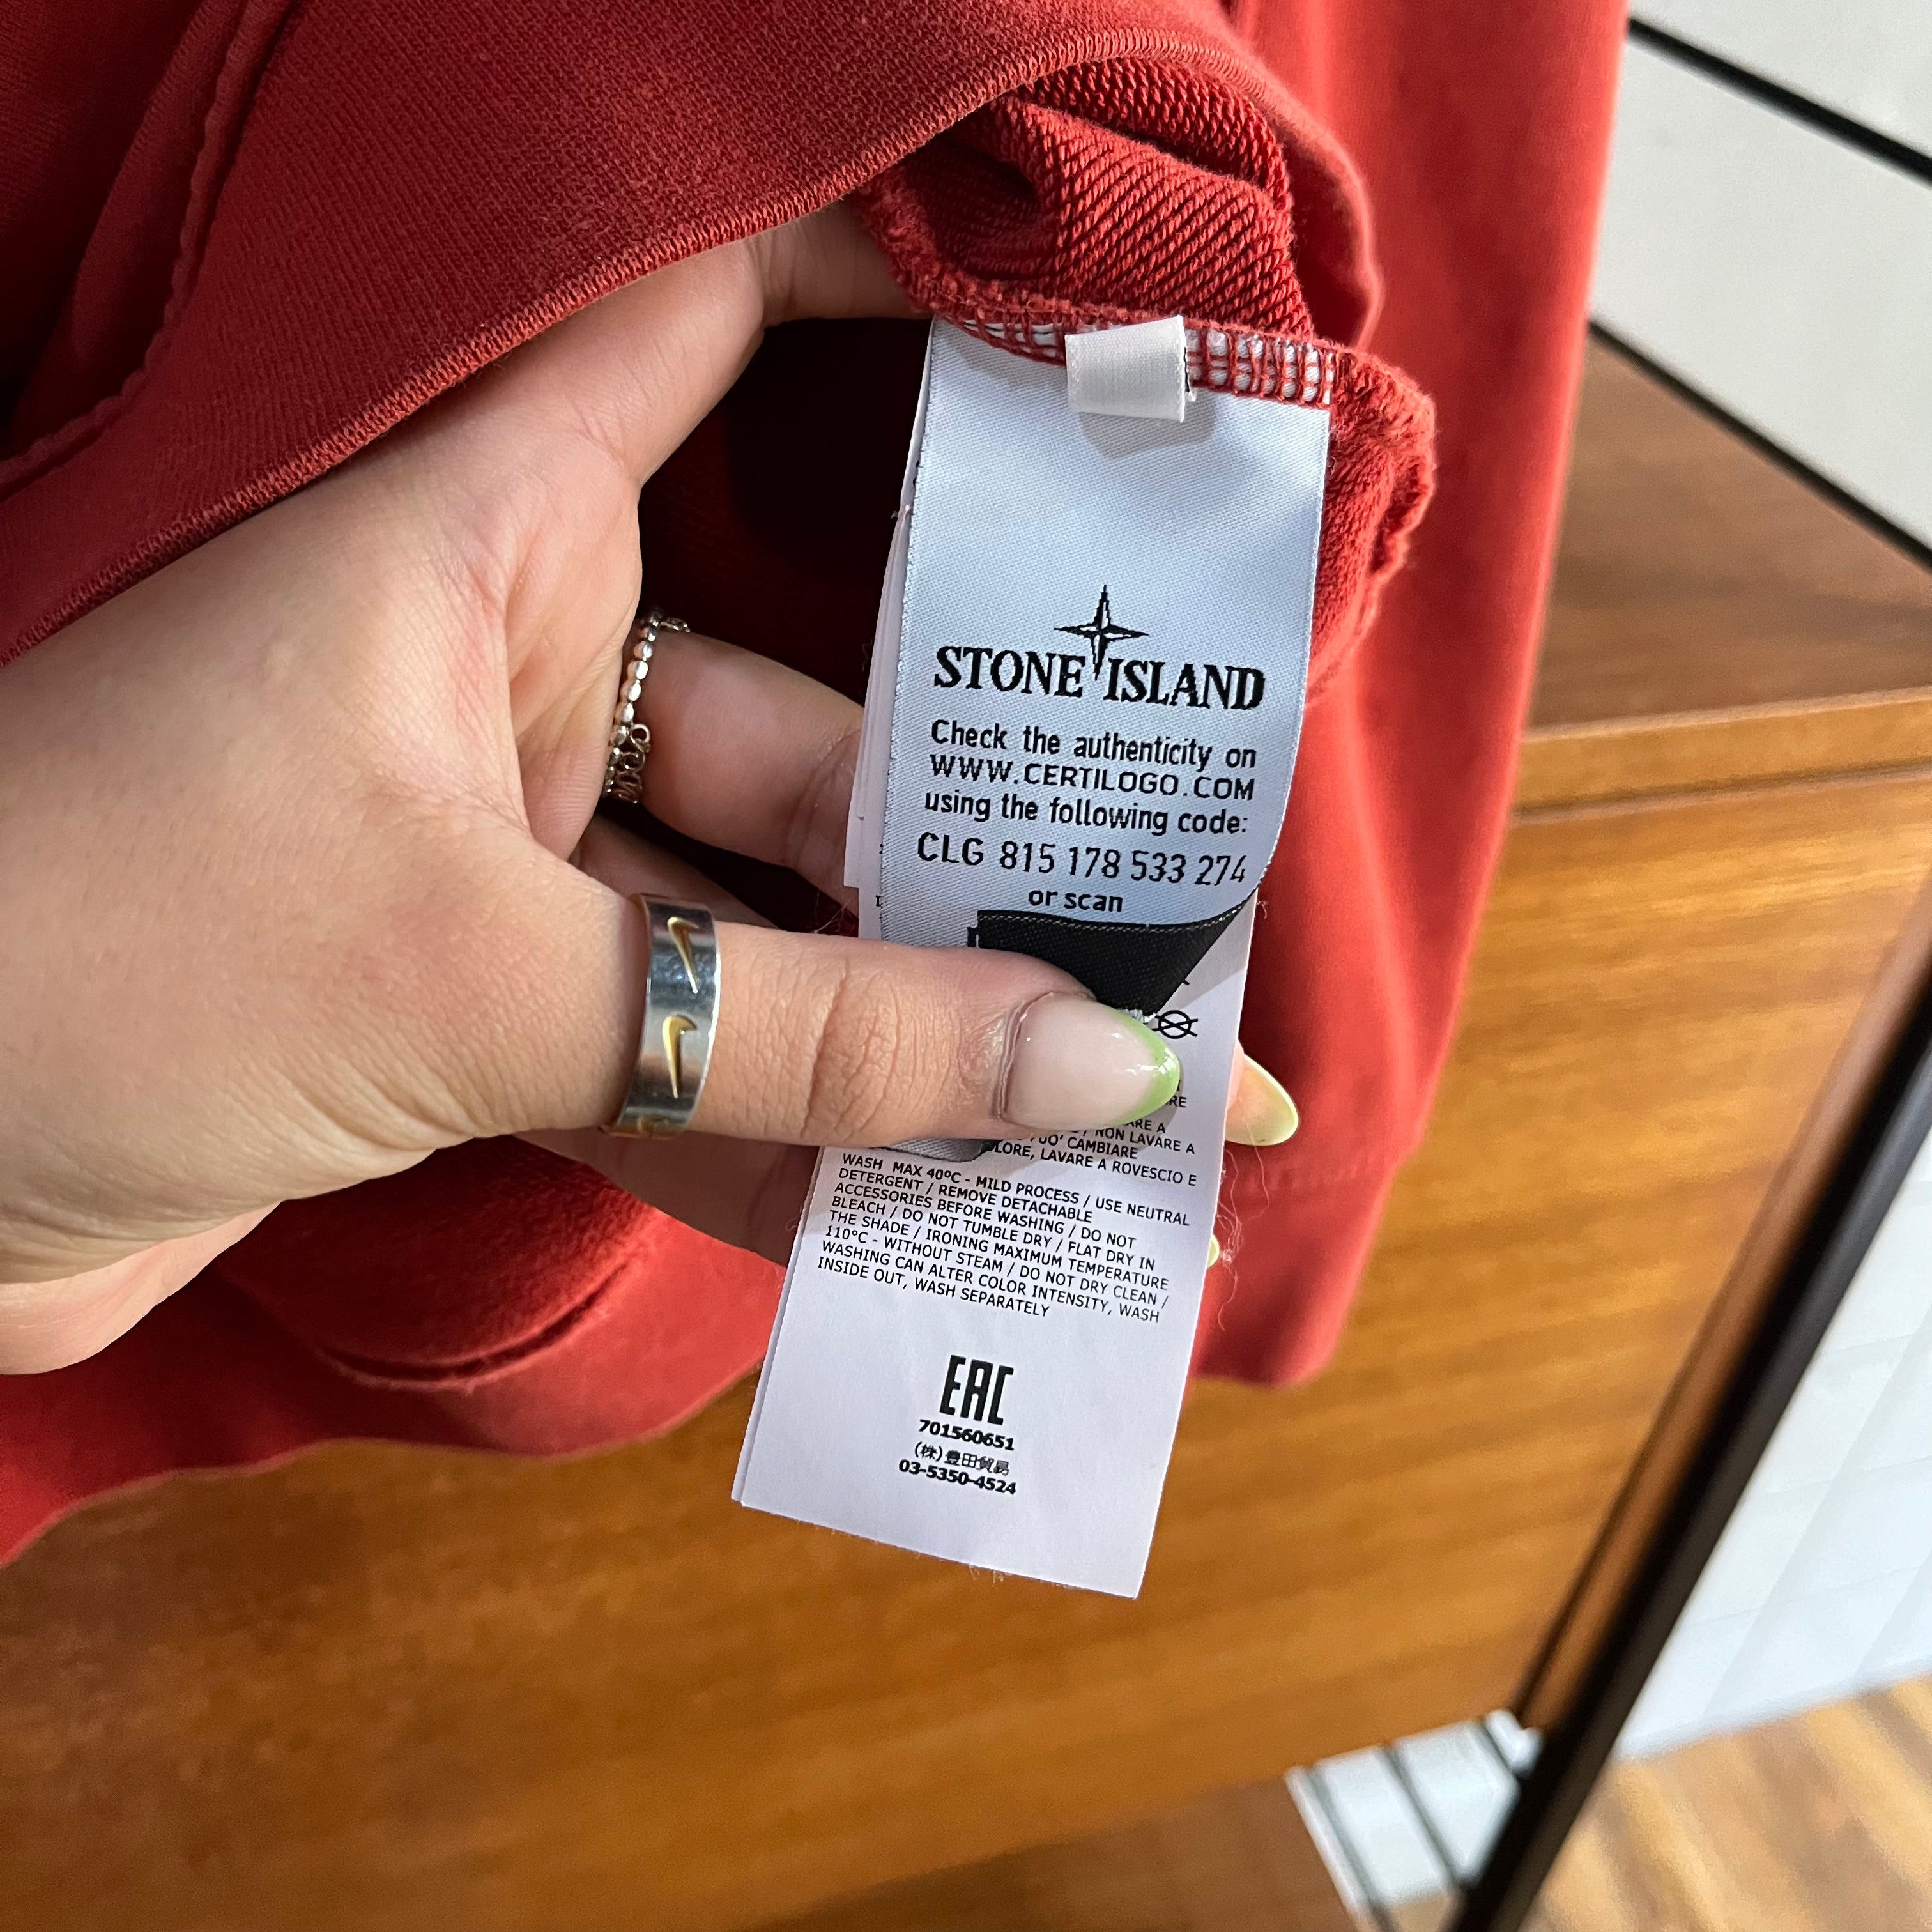 STONE ISLAND
Check the authenticity on
WWW.CERTILOGO.COM
using the following code:
CLG 815 178 533 274
or scan
RE
ARE A
/ NON LAVARE A
PUO' CAMBIARE
LORE, LAVARE A ROVESCIO E
WASH MAX 40°C - MILD PROCESS / USE NEUTRAL
DETERGENT / REMOVE DETACHABLE
ACCESSORIES BEFORE WASHING / DO NOT
BLEACH / DO NOT TUMBLE DRY / FLAT DRY IN
THE SHADE / IRONING MAXIMUM TEMPERATURE
110°C - WITHOUT STEAM / DO NOT DRY CLEAN /
WASHING CAN ALTER COLOR INTENSITY, WASH
INSIDE OUT, WASH SEPARATELY
EAC
701560651
(株)豊田貿易
03-5350-4524